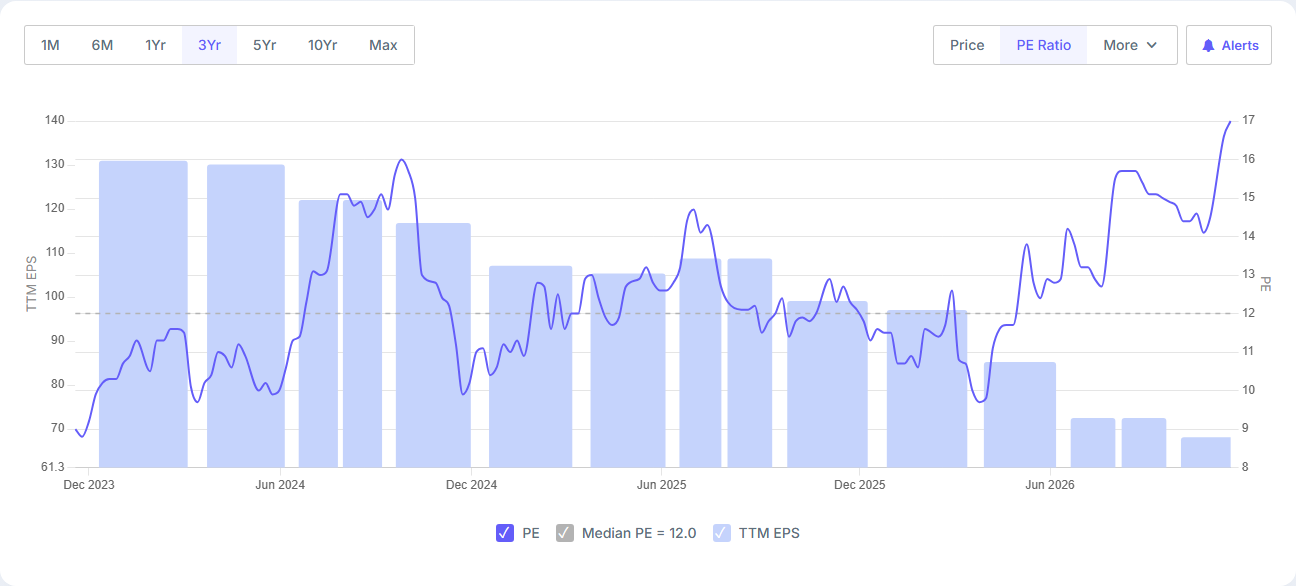 1M 6M 1Yr 3Yr 5Yr 10Yr Max Price PE Ratio More Alerts
140 17
130 16
120 15
110 14
100 13
90 12
80 11
70 10
61.3 9
8
TTM EPS
PE
Dec 2023 Jun 2024 Dec 2024 Jun 2025 Dec 2025 Jun 2026
PE Median PE = 12.0 TTM EPS